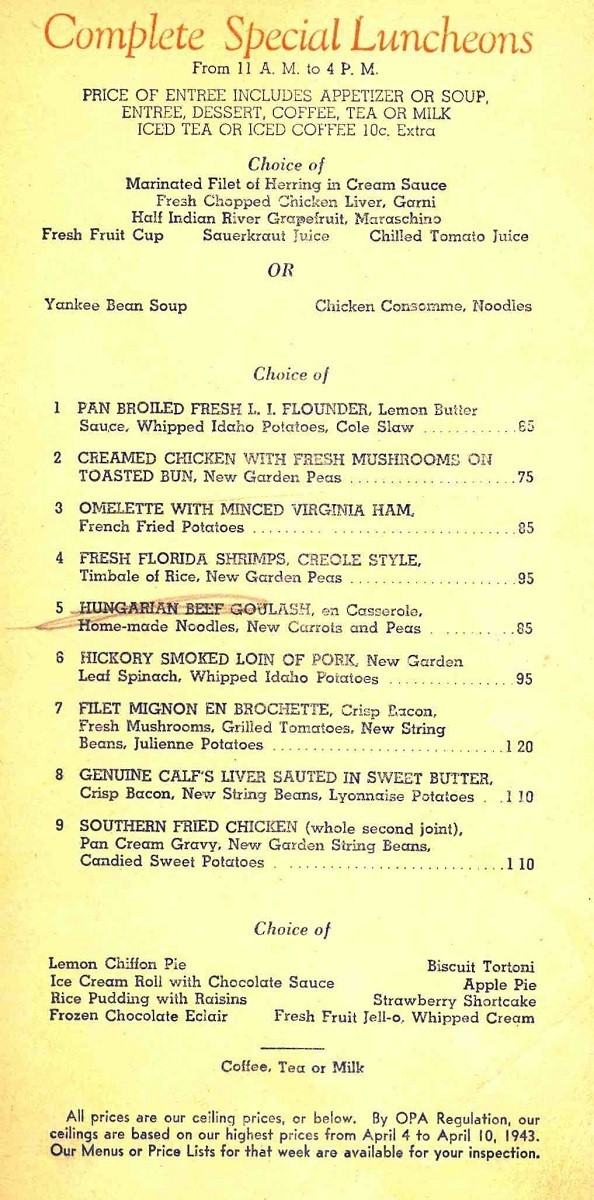 Complete Special Luncheons
From 11 A. M. to 4 P. M.
PRICE OF ENTREE INCLUDES APPETIZER OR SOUP,
ENTREE, DESSERT, COFFEE, TEA OR MILK
ICED TEA OR ICED COFFEE 10c. Extra
Choice of
Marinated Filet of Herring in Cream Sauce
Fresh Chopped Chicken Liver, Garni
Half Indian River Grapefruit, Maraschino
Fresh Fruit Cup Sauerkraut Juice Chilled Tomato Juice
OR
Yankee Bean Soup Chicken Consomme, Noodles
Choice of
1 PAN BROILED FRESH L. I. FLOUNDER, Lemon Butter
Sauce, Whipped Idaho Potatoes, Cole Slaw ............85
2 CREAMED CHICKEN WITH FRESH MUSHROOMS ON
TOASTED BUN, New Garden Peas .....................75
3 OMELETTE WITH MINCED VIRGINIA HAM,
French Fried Potatoes .................................85
4 FRESH FLORIDA SHRIMPS, CREOLE STYLE,
Timbale of Rice, New Garden Peas .....................95
5 HUNGARIAN BEEF GOULASH, en Casserole,
Home-made Noodles, New Carrots and Peas ...........85
6 HICKORY SMOKED LOIN OF PORK, New Garden
Leaf Spinach, Whipped Idaho Potatoes .................95
7 FILET MIGNON EN BROCHETTE, Crisp Bacon,
Fresh Mushrooms, Grilled Tomatoes, New String
Beans, Julienne Potatoes .............................1 20
8 GENUINE CALF'S LIVER SAUTED IN SWEET BUTTER,
Crisp Bacon, New String Beans, Lyonnaise Potatoes . .1 10
9 SOUTHERN FRIED CHICKEN (whole second joint),
Pan Cream Gravy, New Garden String Beans,
Candied Sweet Potatoes .............................1 10
Choice of
Lemon Chiffon Pie Biscuit Tortoni
Ice Cream Roll with Chocolate Sauce Apple Pie
Rice Pudding with Raisins Strawberry Shortcake
Frozen Chocolate Eclair Fresh Fruit Jell-o, Whipped Cream
Coffee, Tea or Milk
All prices are our ceiling prices, or below. By OPA Regulation, our
ceilings are based on our highest prices from April 4 to April 10, 1943.
Our Menus or Price Lists for that week are available for your inspection.